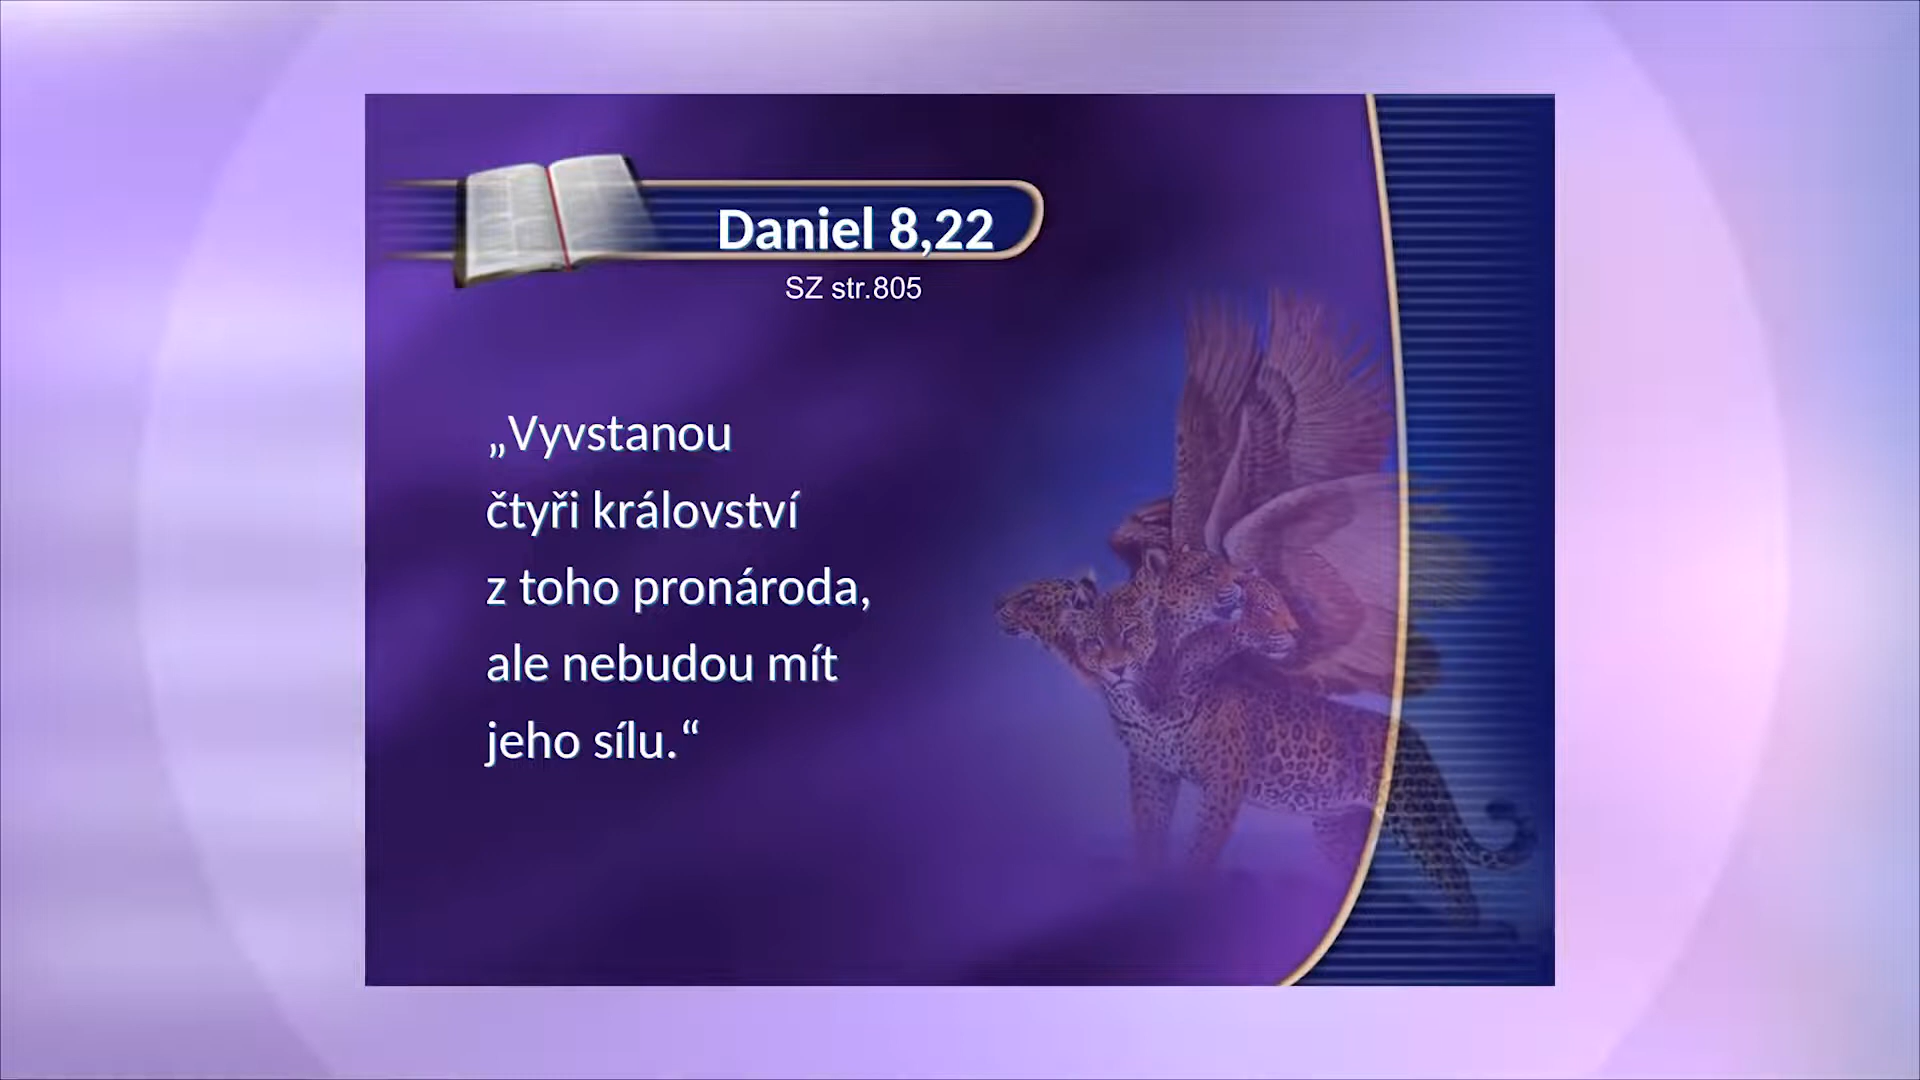 Daniel 8,22
SZ str.805
„Vyvstanou
čtyři království
z toho pronároda,
ale nebudou mít
jeho sílu.“